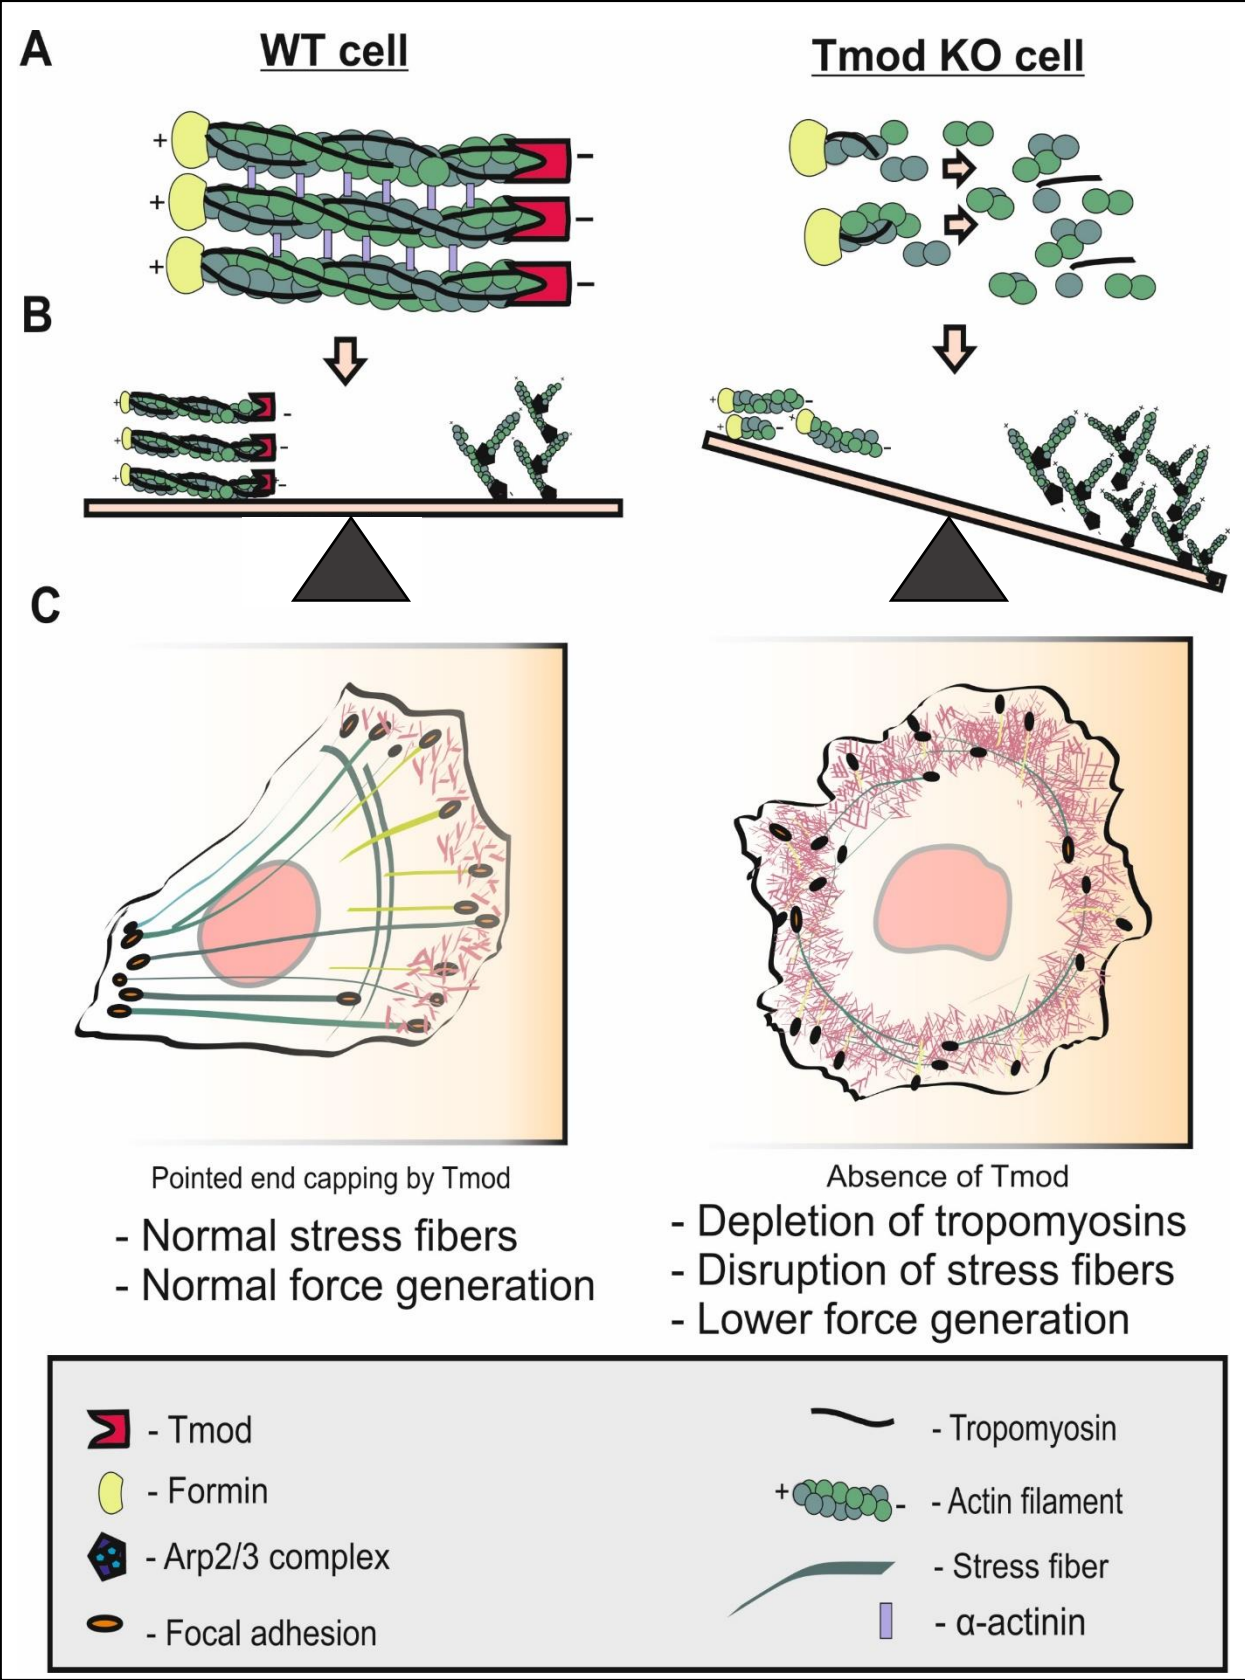 A
WT cell
Tmod KO cell
+
-
+
-
+
-
B
+
-
+
-
+
-
+
-
+
-
+
-
C
Pointed end capping by Tmod
- Normal stress fibers
- Normal force generation
Absence of Tmod
- Depletion of tropomyosins
- Disruption of stress fibers
- Lower force generation
- Tmod
- Formin
- Arp2/3 complex
- Focal adhesion
- Tropomyosin
+ - - Actin filament
- Stress fiber
- α-actinin